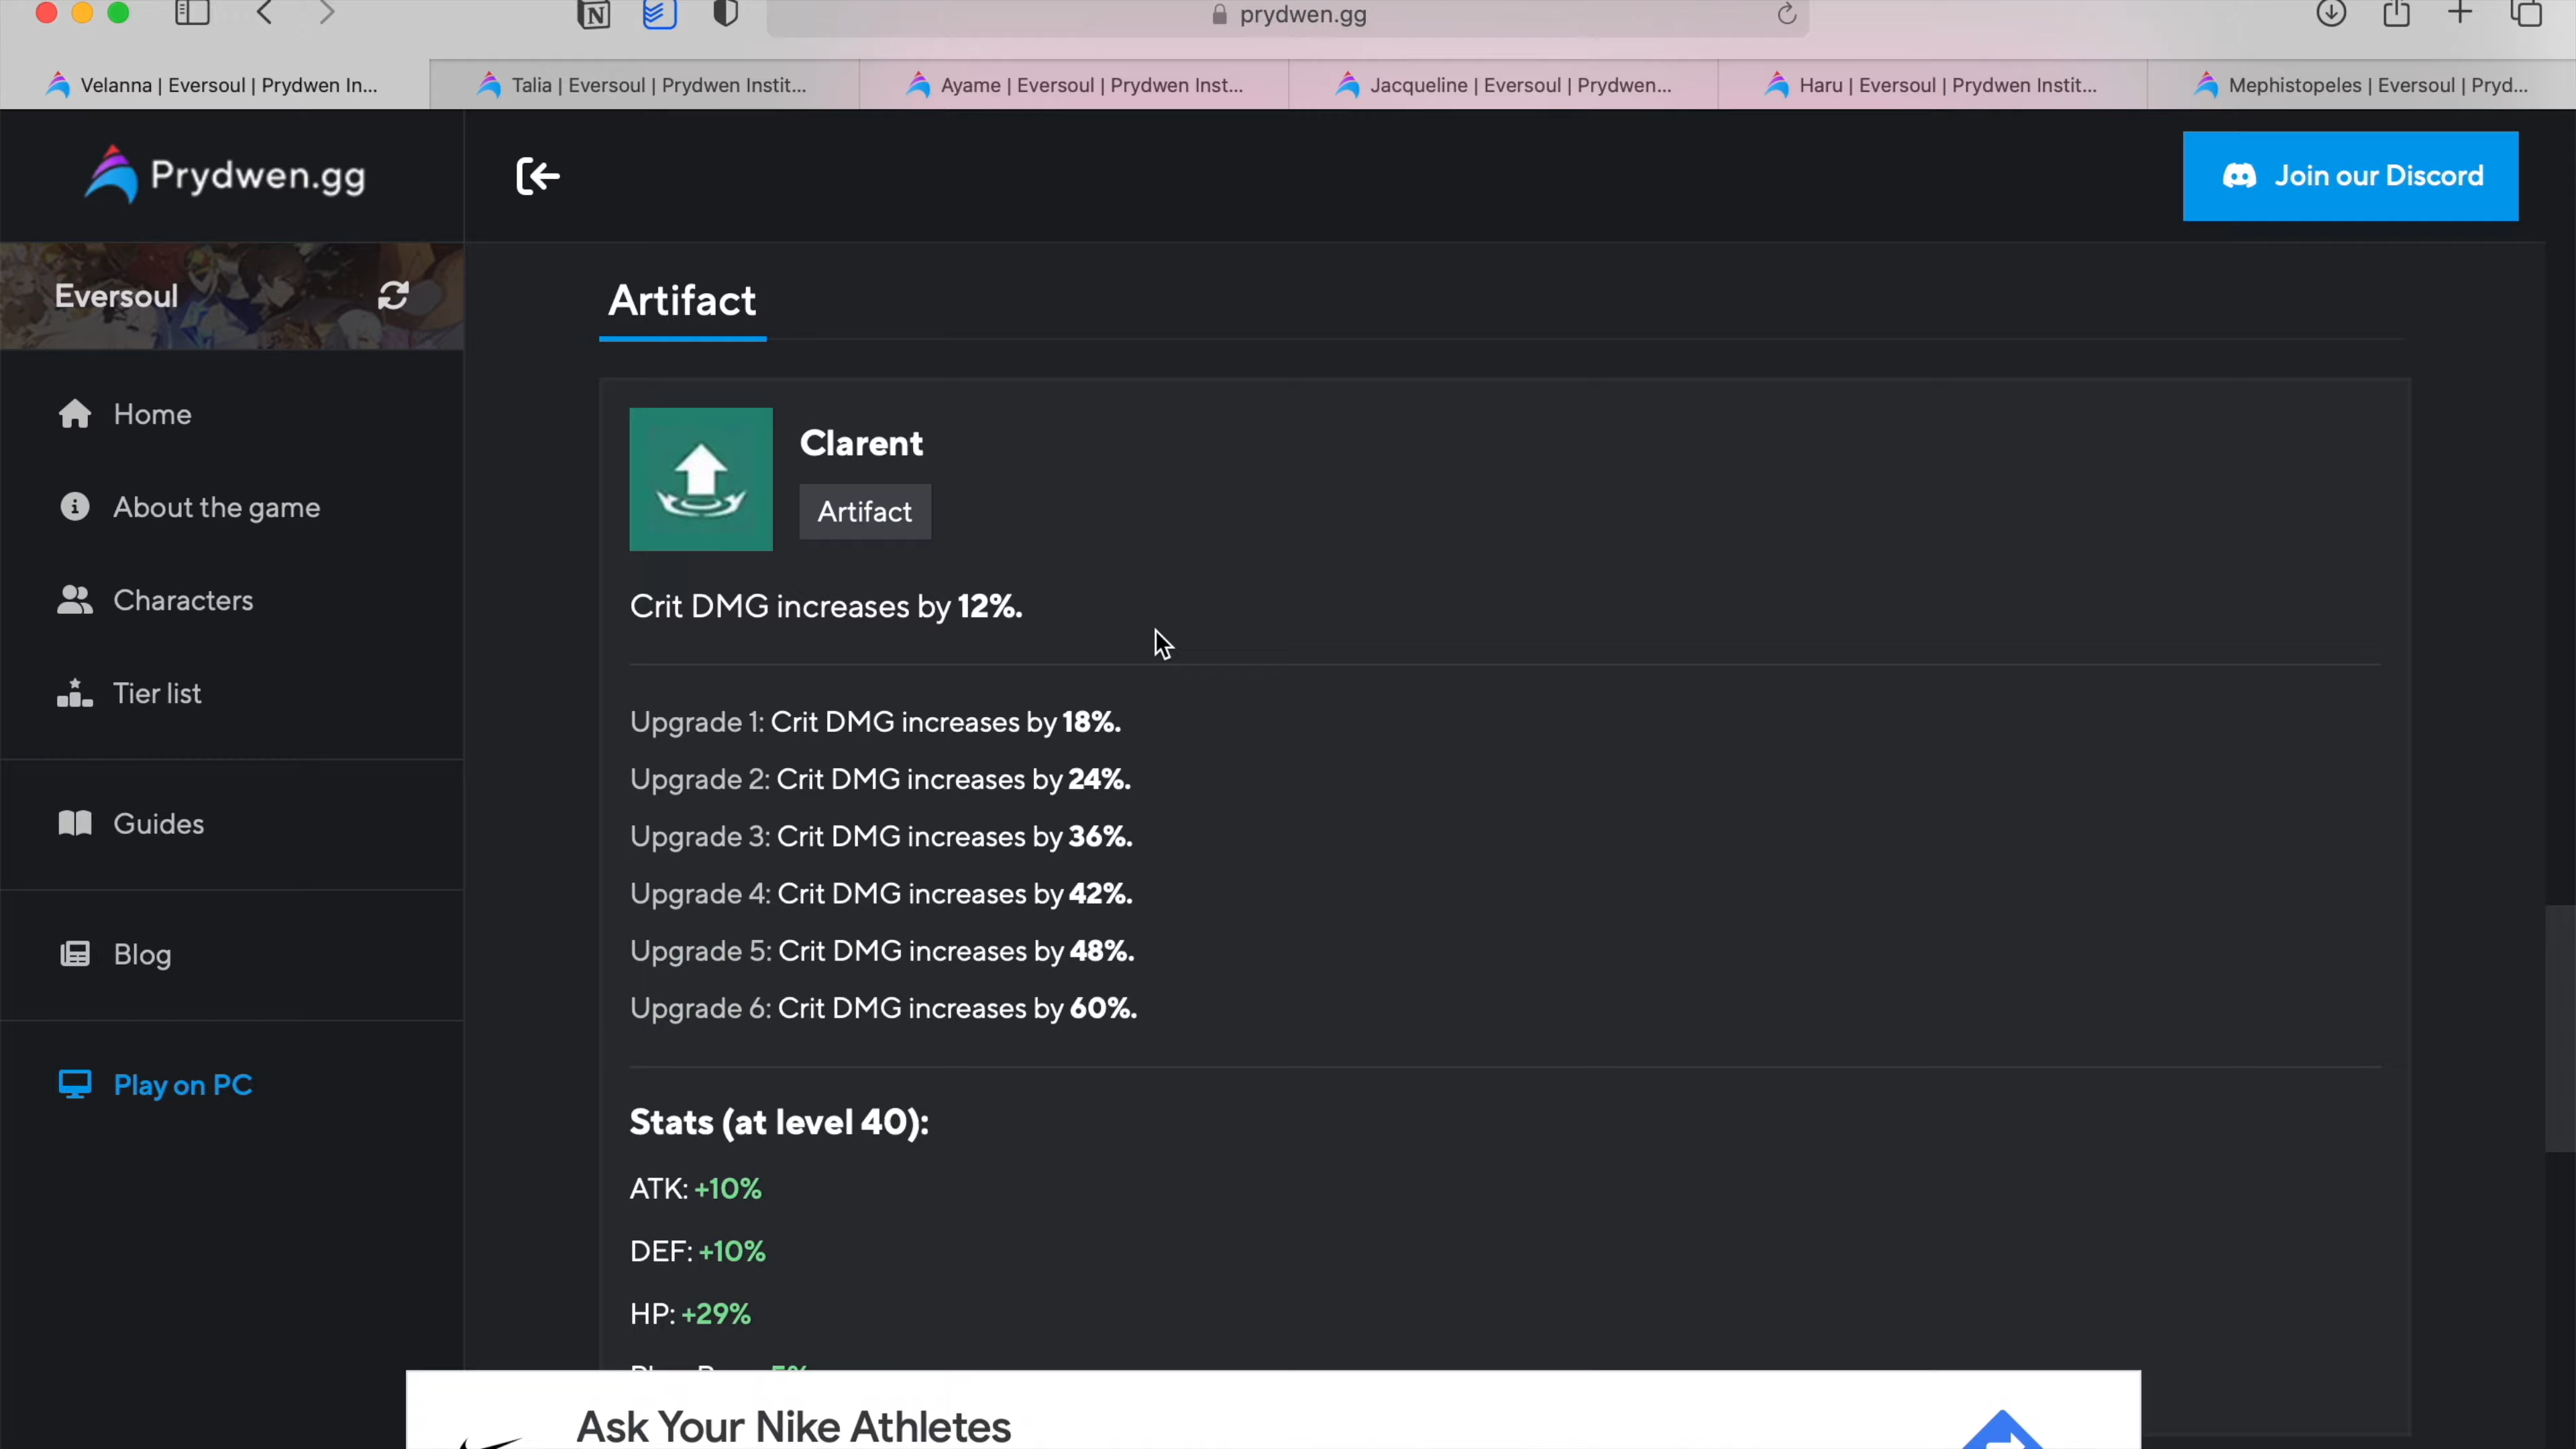 prydwen.gg
Velanna | Eversoul | Prydwen In...
Talia | Eversoul | Prydwen Instit...
Ayame | Eversoul | Prydwen Inst...
Jacqueline | Eversoul | Prydwen...
Haru | Eversoul | Prydwen Instit...
Mephistopeles | Eversoul | Pryd...
Prydwen.gg
Join our Discord
Eversoul
Home
About the game
Characters
Tier list
Guides
Blog
Play on PC
Artifact
Clarent
Artifact
Crit DMG increases by 12%.
Upgrade 1: Crit DMG increases by 18%.
Upgrade 2: Crit DMG increases by 24%.
Upgrade 3: Crit DMG increases by 36%.
Upgrade 4: Crit DMG increases by 42%.
Upgrade 5: Crit DMG increases by 48%.
Upgrade 6: Crit DMG increases by 60%.
Stats (at level 40):
ATK: +10%
DEF: +10%
HP: +29%
Ask Your Nike Athletes